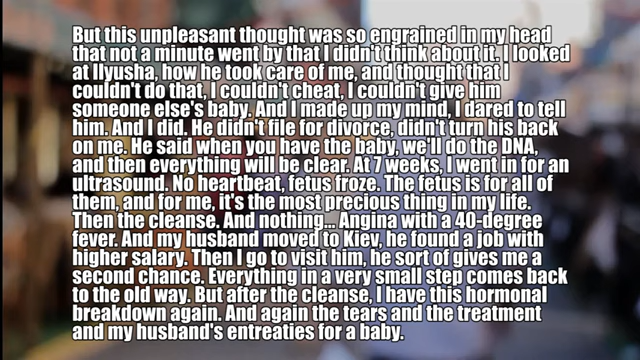 But this unpleasant thought was so engrained in my head
that not a minute went by that I didn't think about it. I looked
at Ilyusha, how he took care of me, and thought that I
couldn't do that, I couldn't cheat, I couldn't give him
someone else's baby. And I made up my mind, I dared to tell
him. And I did. He didn't file for divorce, didn't turn his back
on me. He said when you have the baby, we'll do the DNA,
and then everything will be clear. At 7 weeks, I went in for an
ultrasound. No heartbeat, fetus froze. The fetus is for all of
them, and for me, it's the most precious thing in my life.
Then the cleanse. And nothing... Angina with a 40-degree
fever. And my husband moved to Kiev, he found a job with
higher salary. Then I go to visit him, he sort of gives me a
second chance. Everything in a very small step comes back
to the old way. But after the cleanse, I have this hormonal
breakdown again. And again the tears and the treatment
and my husband's entreaties for a baby.